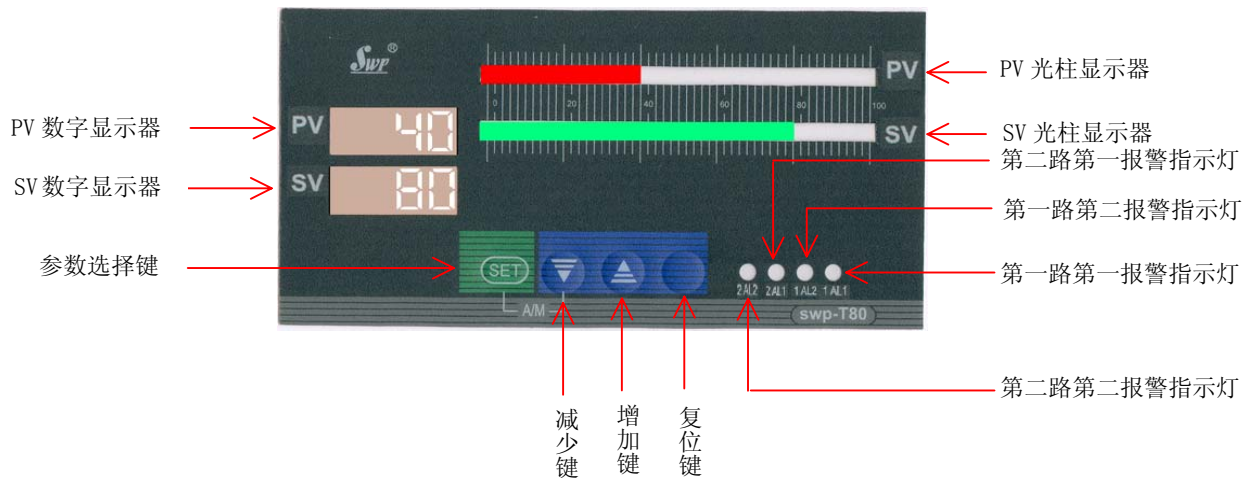 Swp®
PV
PV 光柱显示器
0 20 40 60 80 100
PV 数字显示器
PV
40
SV
SV 光柱显示器
第二路第一报警指示灯
SV 数字显示器
SV
80
第一路第二报警指示灯
参数选择键
SET
第一路第一报警指示灯
2AL2 2AL1 1AL2 1AL1
A/M
swp-T80
第二路第二报警指示灯
减少键
增加键
复位键